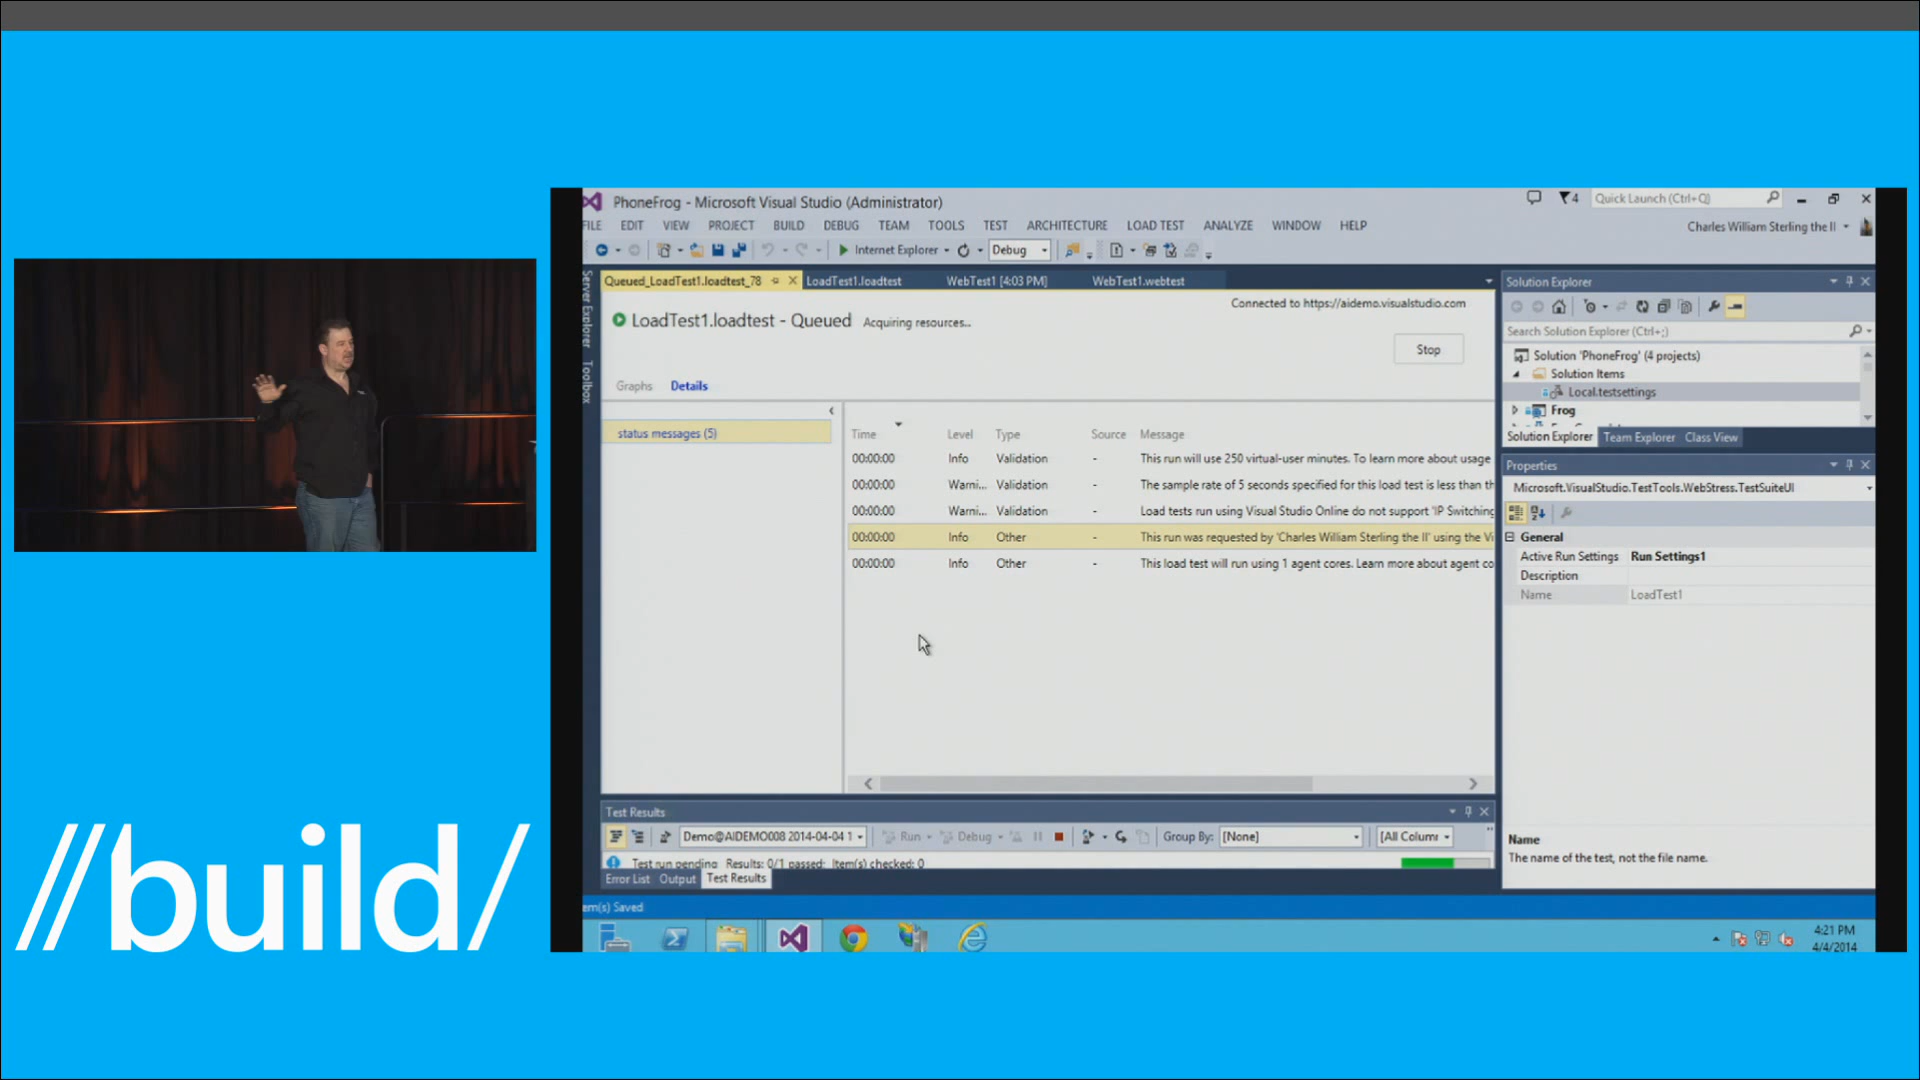 PhoneFrog - Microsoft Visual Studio (Administrator)
4
Quick Launch (Ctrl+Q)
FILE EDIT VIEW PROJECT BUILD DEBUG TEAM TOOLS TEST ARCHITECTURE LOAD TEST ANALYZE WINDOW HELP
Charles William Sterling the II
Internet Explorer Debug
Server Explorer
Toolbox
Queued_LoadTest1.loadtest_78 LoadTest1.loadtest WebTest1 [4:03 PM] WebTest1.webtest
Connected to https://aidemo.visualstudio.com
LoadTest1.loadtest - Queued Acquiring resources..
Stop
Graphs Details
status messages (5)
Time Level Type Source Message
00:00:00 Info Validation - This run will use 250 virtual-user minutes. To learn more about usage
00:00:00 Warni... Validation - The sample rate of 5 seconds specified for this load test is less than th
00:00:00 Warni... Validation - Load tests run using Visual Studio Online do not support 'IP Switching
00:00:00 Info Other - This run was requested by 'Charles William Sterling the II' using the Vi
00:00:00 Info Other - This load test will run using 1 agent cores. Learn more about agent co
Test Results
Demo@AIDEMO008 2014-04-04 1 Run Debug Group By: [None] [All Column
Test run pending Results: 0/1 passed; Item(s) checked: 0
Error List Output Test Results
em(s) Saved
Solution Explorer
Search Solution Explorer (Ctrl+;)
Solution 'PhoneFrog' (4 projects)
Solution Items
Local.testsettings
Frog
Solution Explorer Team Explorer Class View
Properties
Microsoft.VisualStudio.TestTools.WebStress.TestSuiteUI
General
Active Run Settings Run Settings1
Description
Name LoadTest1
Name
The name of the test, not the file name.
4:21 PM
4/4/2014
//build/